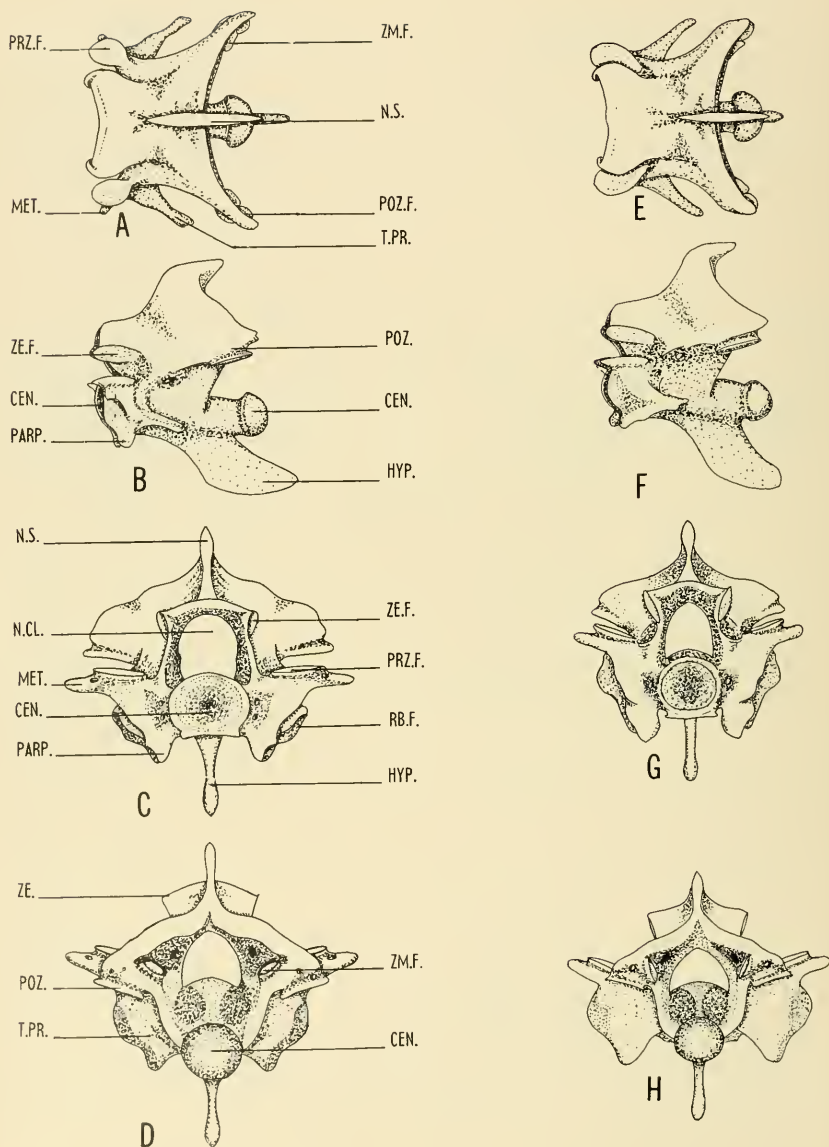 PRZ.F.
ZM.F.
N.S.
MET.
POZ.F.
T.PR.
A
E
ZE.F.
POZ.
CEN.
CEN.
PARP.
HYP.
B
F
N.S.
N.CL.
ZE.F.
MET.
PRZ.F.
CEN.
RB.F.
PARP.
HYP.
C
G
ZE.
ZM.F.
POZ.
T.PR.
CEN.
D
H